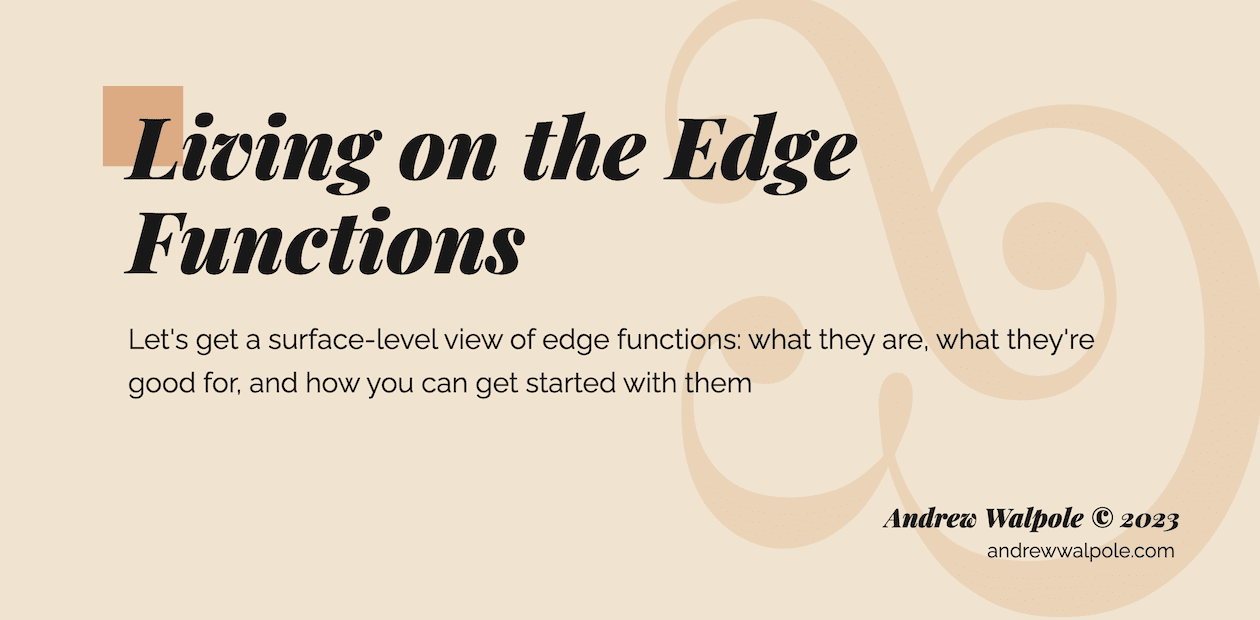 Living on the Edge
Functions
Let's get a surface-level view of edge functions: what they are, what they're
good for, and how you can get started with them
Andrew Walpole © 2023
andrewwalpole.com